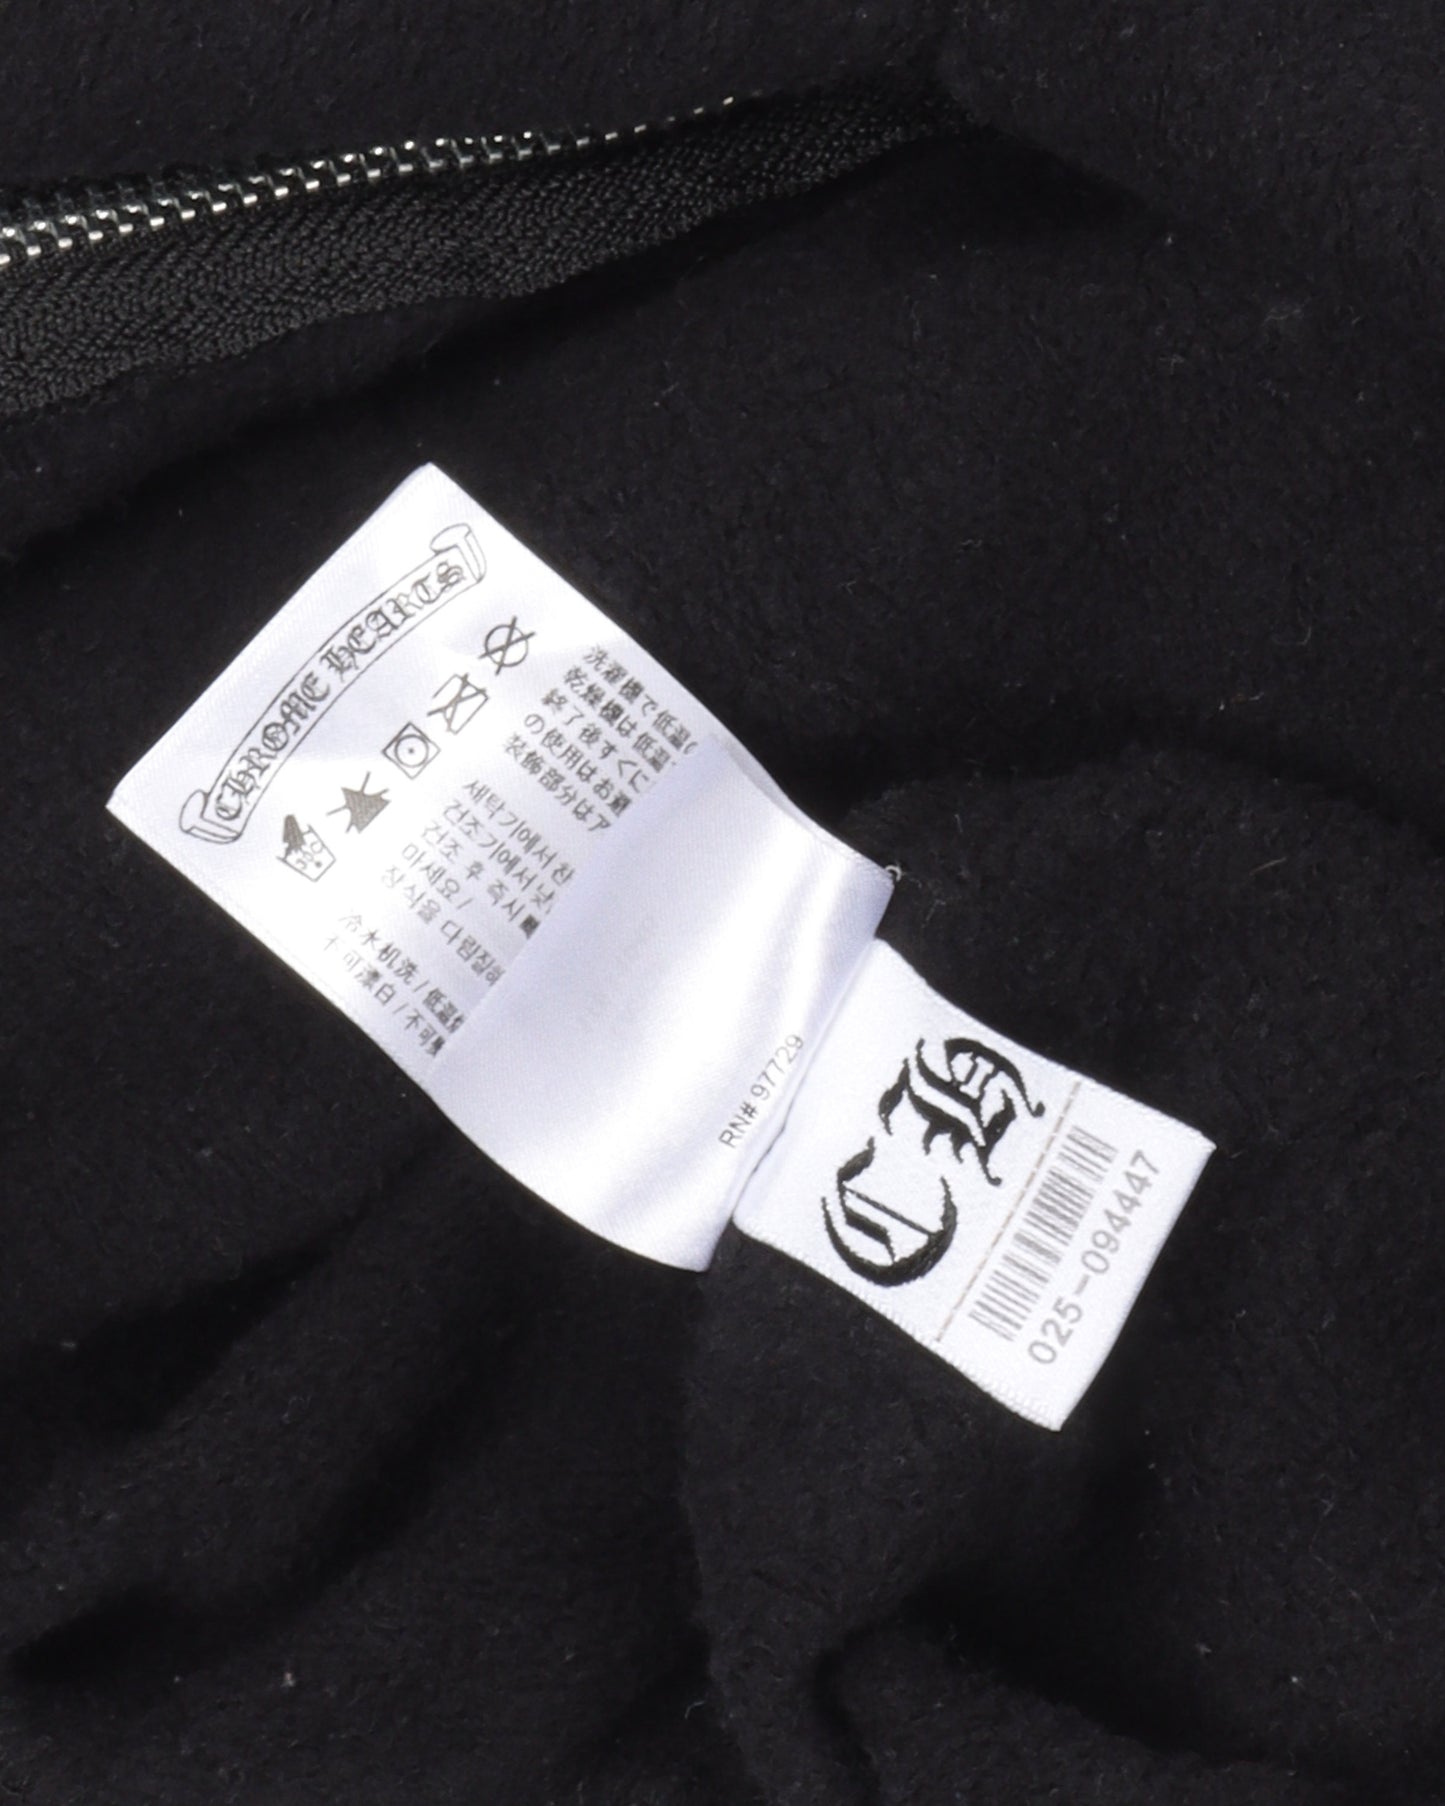 CHROME HEARTS
洗濯機で低温
乾燥機は低温
終了後すぐに
の使用はお避
装飾部分はア
세탁기에서 찬
건조기에서 낮
건조 후 즉시
마세요 /
장식을 다림질하
冷水机洗 / 低温
不可漂白 / 不可
RN# 97729
CH
025-094447